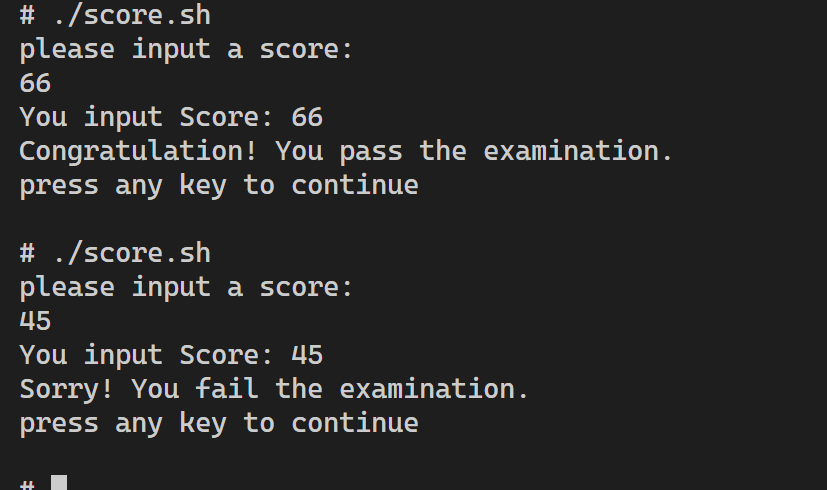 # ./score.sh
please input a score:
66
You input Score: 66
Congratulation! You pass the examination.
press any key to continue
# ./score.sh
please input a score:
45
You input Score: 45
Sorry! You fail the examination.
press any key to continue
#